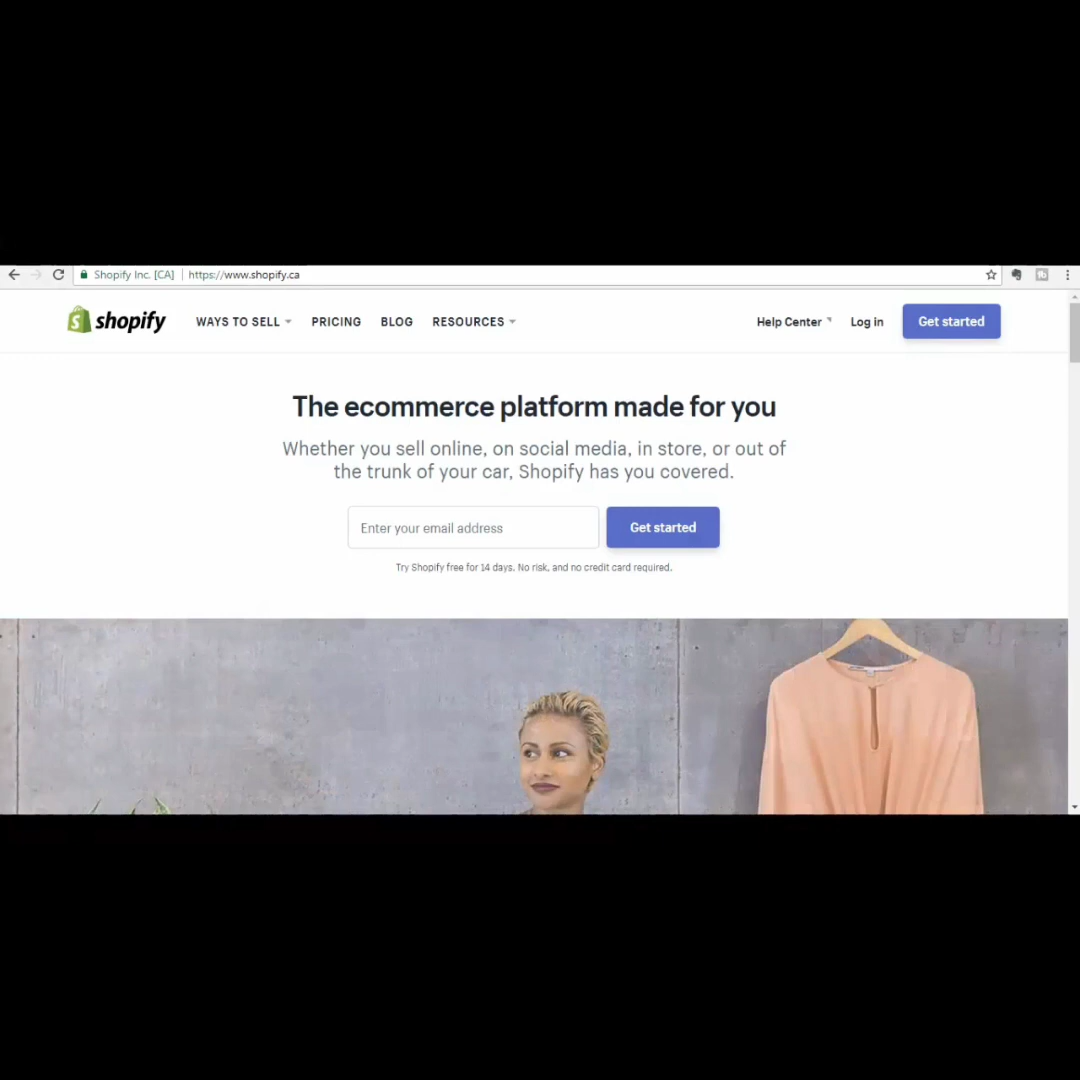 Shopify Inc. [CA] https://www.shopify.ca
shopify WAYS TO SELL PRICING BLOG RESOURCES Help Center Log in Get started
The ecommerce platform made for you
Whether you sell online, on social media, in store, or out of
the trunk of your car, Shopify has you covered.
Enter your email address Get started
Try Shopify free for 14 days. No risk, and no credit card required.